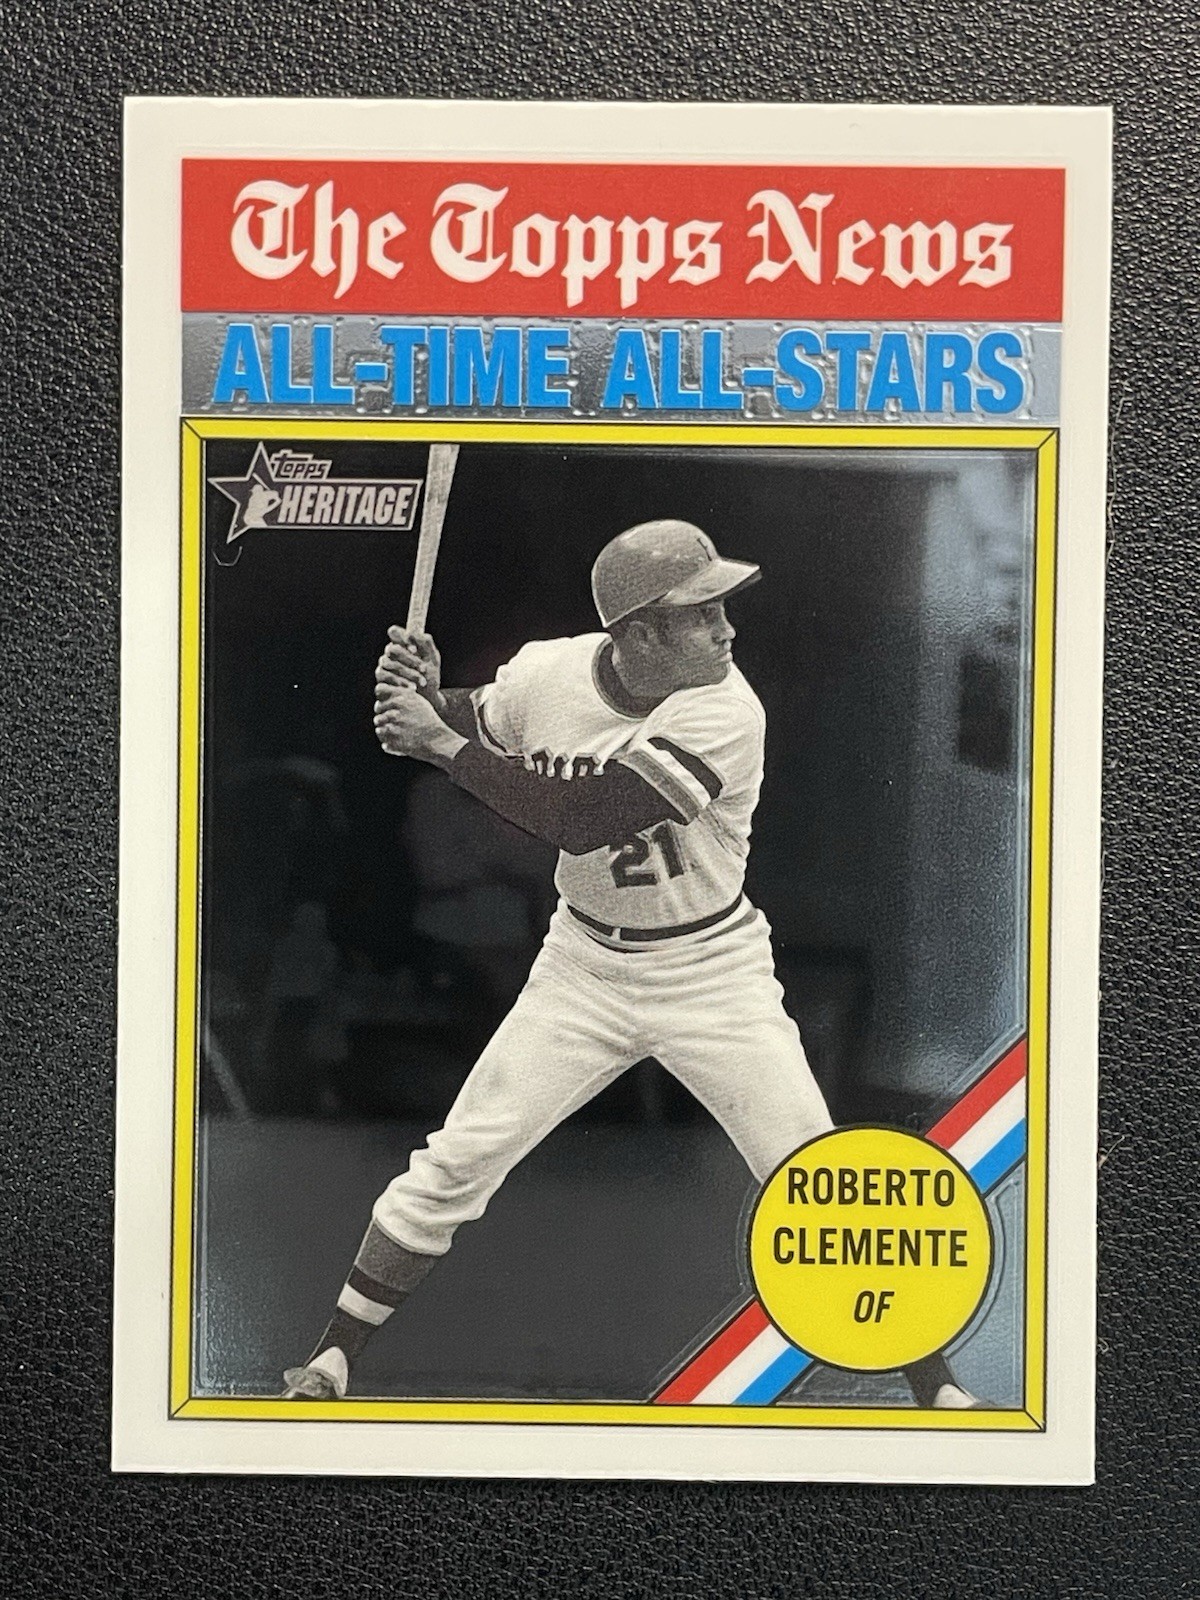 The Topps News
ALL-TIME ALL-STARS
topps
HERITAGE
21
ROBERTO
CLEMENTE
OF